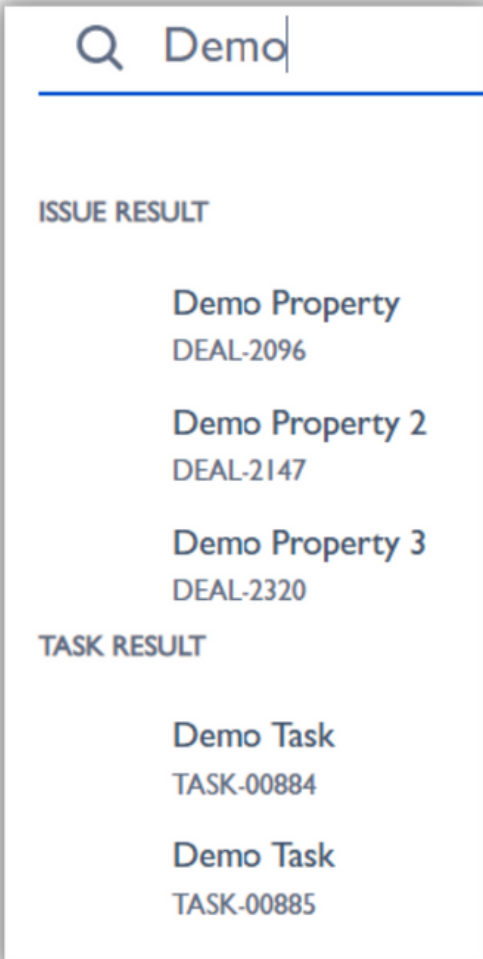 Demo
ISSUE RESULT
Demo Property
DEAL-2096
Demo Property 2
DEAL-2147
Demo Property 3
DEAL-2320
TASK RESULT
Demo Task
TASK-00884
Demo Task
TASK-00885